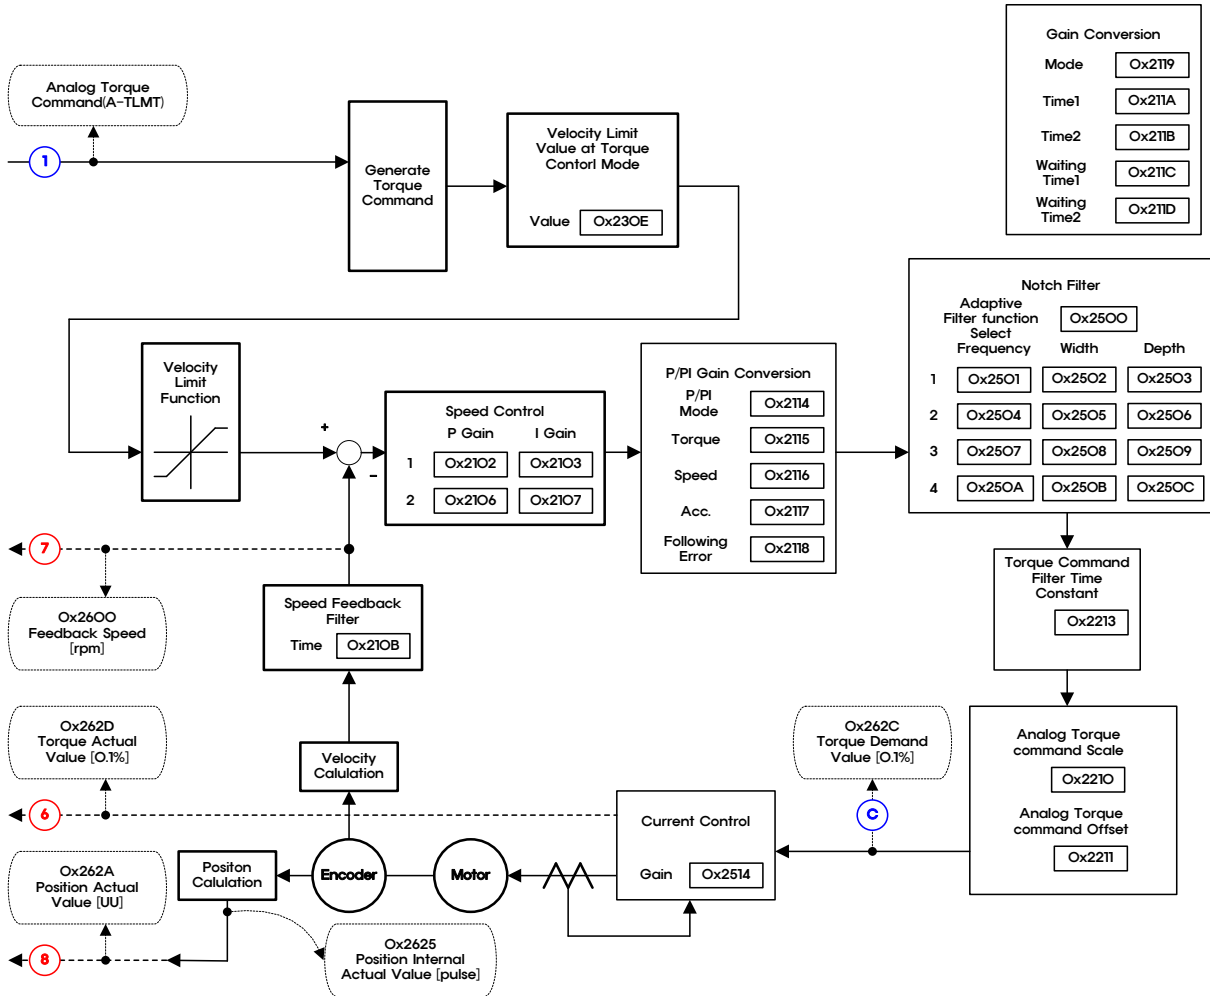 Analog Torque
Command(A-TLMT)
1
Generate
Torque
Command
Velocity Limit
Value at Torque
Contorl Mode
Value 0x230E
Gain Conversion
Mode 0x2119
Time1 0x211A
Time2 0x211B
Waiting
Time1 0x211C
Waiting
Time2 0x211D
Velocity
Limit
Function
+
-
Speed Control
P Gain I Gain
1 0x2102 0x2103
2 0x2106 0x2107
P/PI Gain Conversion
P/PI
Mode 0x2114
Torque 0x2115
Speed 0x2116
Acc. 0x2117
Following
Error 0x2118
Notch Filter
Adaptive
Filter function
Select 0x2500
Frequency Width Depth
1 0x2501 0x2502 0x2503
2 0x2504 0x2505 0x2506
3 0x2507 0x2508 0x2509
4 0x250A 0x250B 0x250C
7
0x2600
Feedback Speed
[rpm]
Speed Feedback
Filter
Time 0x210B
Torque Command
Filter Time
Constant
0x2213
0x262D
Torque Actual
Value [0.1%]
Velocity
Calulation
0x262C
Torque Demand
Value [0.1%]
Analog Torque
command Scale
0x2210
Analog Torque
command Offset
0x2211
6
C
Current Control
Gain 0x2514
0x262A
Position Actual
Value [UU]
Positon
Calulation
Encoder
Motor
8
0x2625
Position Internal
Actual Value [pulse]